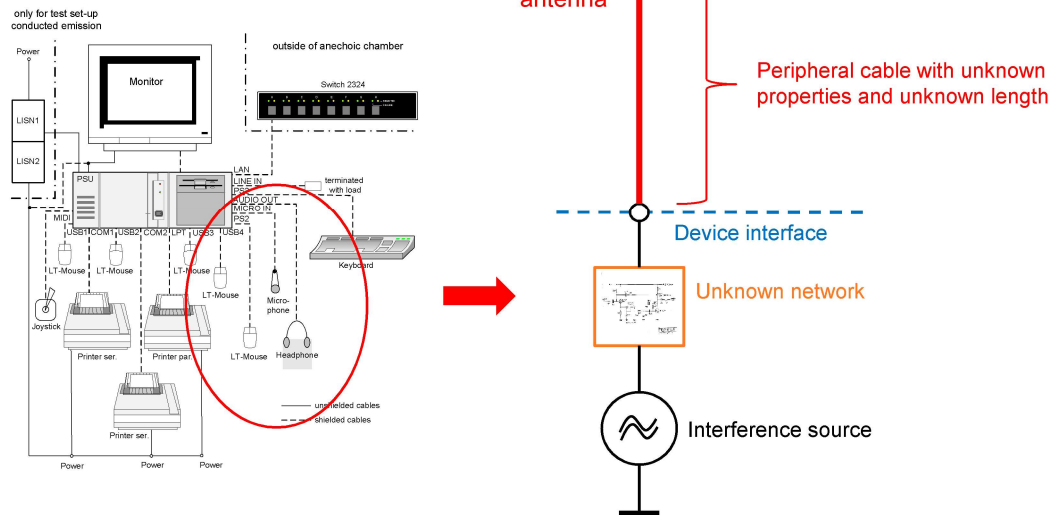 only for test set-up
conducted emission
Power
LISN1
LISN2
Monitor
outside of anechoic chamber
Switch 2324
PSU
LAN
LINE IN
PS2
AUDIO OUT
MICRO IN
PS2
terminated
with load
MIDI
USB1 COM1 USB2 COM2 LPT USB3 USB4
LT-Mouse
LT-Mouse
LT-Mouse
LT-Mouse
LT-Mouse
Keyboard
Joystick
Micro-
phone
Headphone
Printer ser.
Printer par.
Printer ser.
unshielded cables
shielded cables
Power
Power
Power
antenna
Peripheral cable with unknown
properties and unknown length
Device interface
Unknown network
Interference source